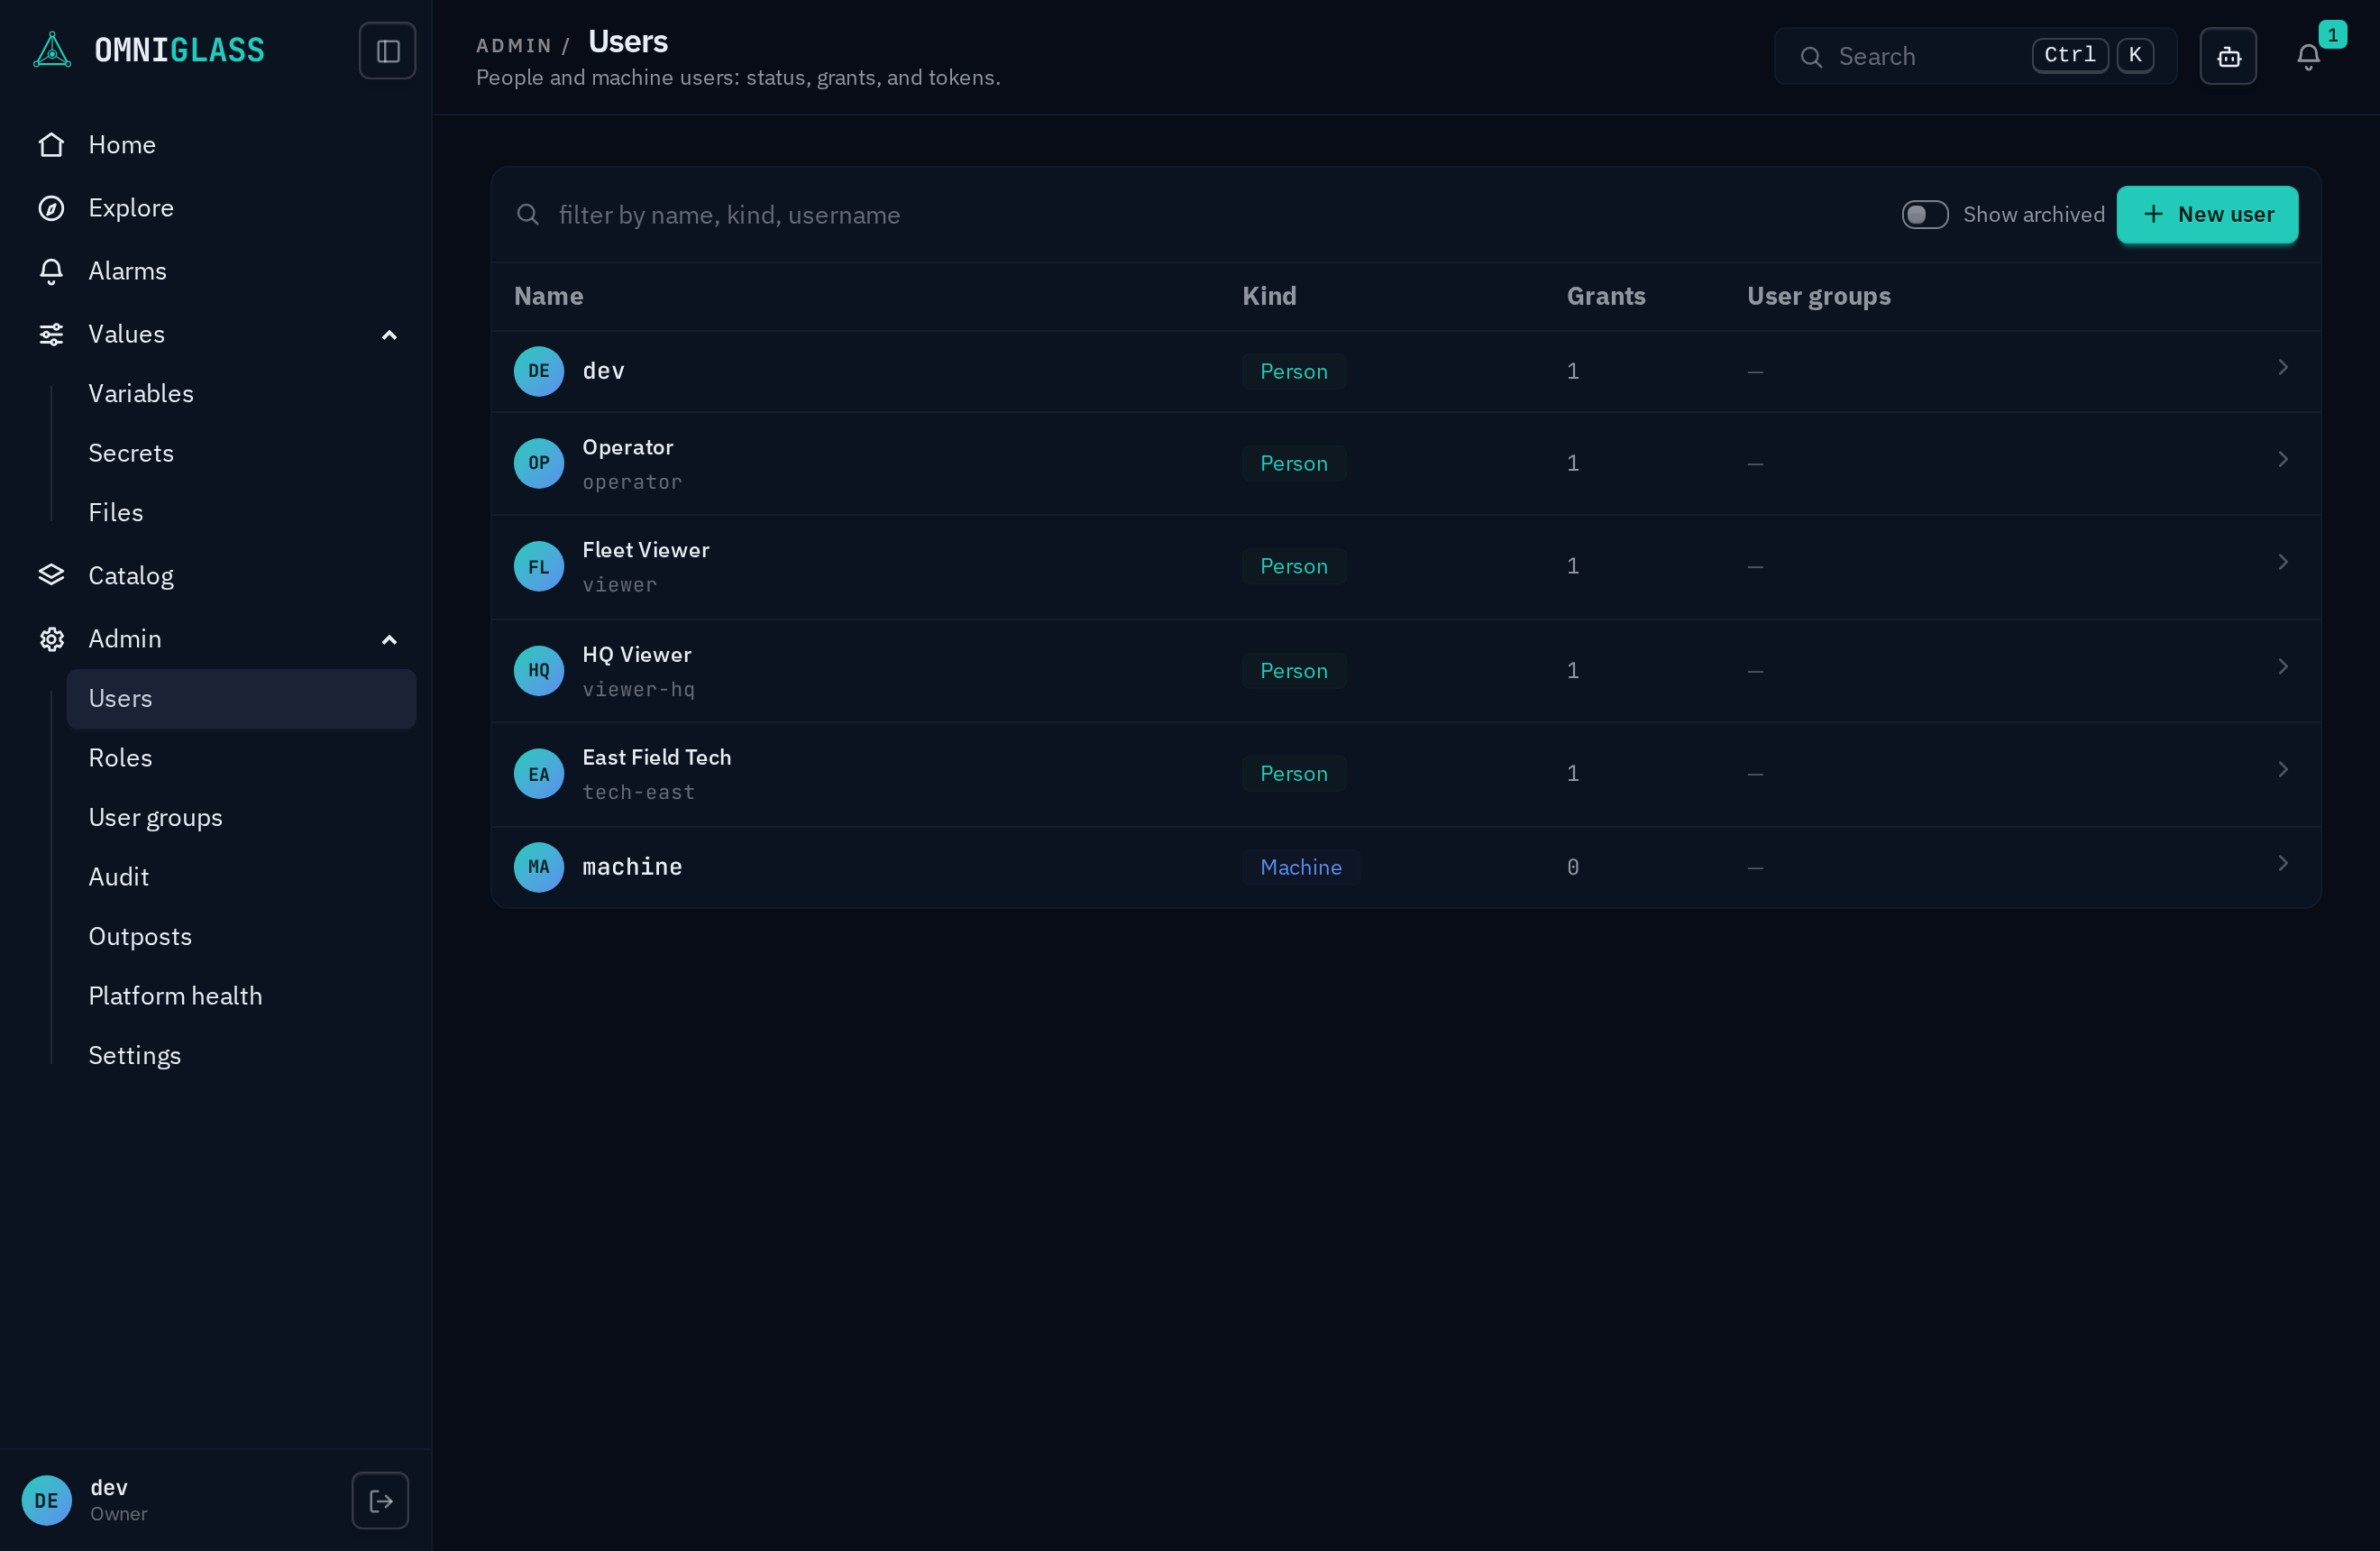 OMNIGLASS
Home
Explore
Alarms
Values
Variables
Secrets
Files
Catalog
Admin
Users
Roles
User groups
Audit
Outposts
Platform health
Settings
DE
dev
Owner
ADMIN / Users
People and machine users: status, grants, and tokens.
Search Ctrl K
1
filter by name, kind, username
Show archived
+ New user
Name Kind Grants User groups
DE dev Person 1 —
OP Operator Person 1 —
operator
FL Fleet Viewer Person 1 —
viewer
HQ HQ Viewer Person 1 —
viewer-hq
EA East Field Tech Person 1 —
tech-east
MA machine Machine 0 —